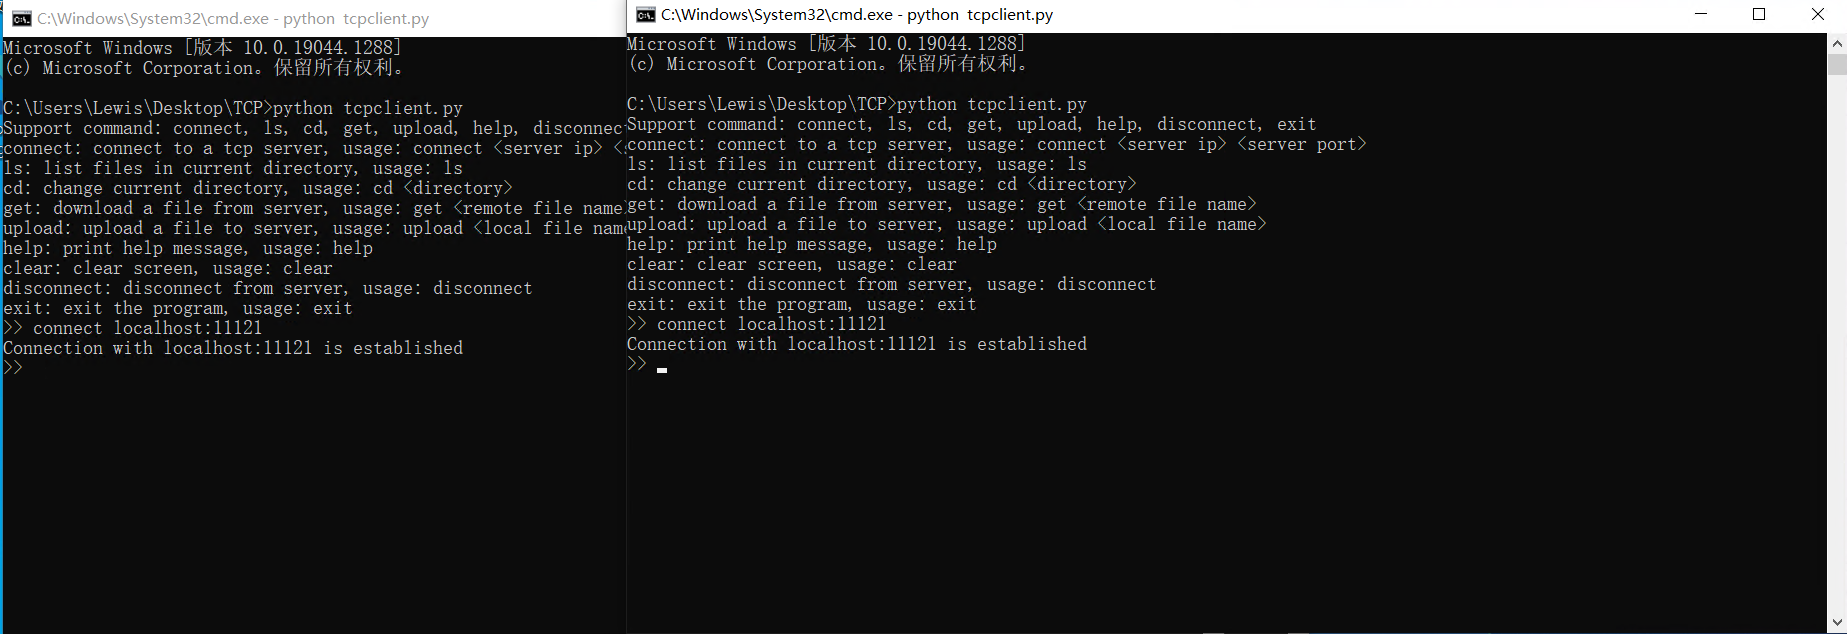 C:\Windows\System32\cmd.exe - python  tcpclient.py
Microsoft Windows [版本 10.0.19044.1288]
(c) Microsoft Corporation。保留所有权利。
C:\Users\Lewis\Desktop\TCP>python tcpclient.py
Support command: connect, ls, cd, get, upload, help, disconnec
connect: connect to a tcp server, usage: connect <server ip> <
ls: list files in current directory, usage: ls
cd: change current directory, usage: cd <directory>
get: download a file from server, usage: get <remote file name
upload: upload a file to server, usage: upload <local file nam
help: print help message, usage: help
clear: clear screen, usage: clear
disconnect: disconnect from server, usage: disconnect
exit: exit the program, usage: exit
>> connect localhost:11121
Connection with localhost:11121 is established
>>
C:\Windows\System32\cmd.exe - python  tcpclient.py
Microsoft Windows [版本 10.0.19044.1288]
(c) Microsoft Corporation。保留所有权利。
C:\Users\Lewis\Desktop\TCP>python tcpclient.py
Support command: connect, ls, cd, get, upload, help, disconnect, exit
connect: connect to a tcp server, usage: connect <server ip> <server port>
ls: list files in current directory, usage: ls
cd: change current directory, usage: cd <directory>
get: download a file from server, usage: get <remote file name>
upload: upload a file to server, usage: upload <local file name>
help: print help message, usage: help
clear: clear screen, usage: clear
disconnect: disconnect from server, usage: disconnect
exit: exit the program, usage: exit
>> connect localhost:11121
Connection with localhost:11121 is established
>>